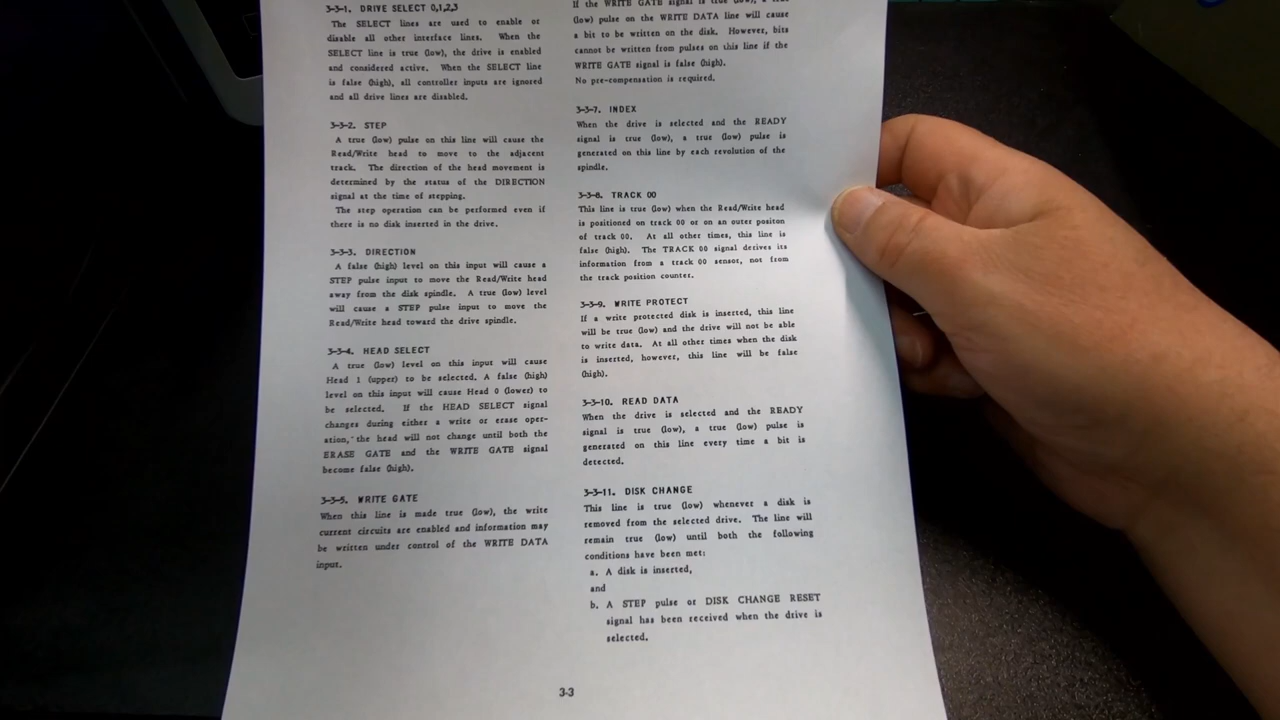 3-3-1. DRIVE SELECT 0,1,2,3
The SELECT lines are used to enable or
disable all other interface lines. When the
SELECT line is true (low), the drive is enabled
and considered active. When the SELECT line
is false (high), all controller inputs are ignored
and all drive lines are disabled.
3-3-2. STEP
A true (low) pulse on this line will cause the
Read/Write head to move to the adjacent
track. The direction of the head movement is
determined by the status of the DIRECTION
signal at the time of stepping.
The step operation can be performed even if
there is no disk inserted in the drive.
3-3-3. DIRECTION
A false (high) level on this input will cause a
STEP pulse input to move the Read/Write head
away from the disk spindle. A true (low) level
will cause a STEP pulse input to move the
Read/Write head toward the drive spindle.
3-3-4. HEAD SELECT
A true (low) level on this input will cause
Head 1 (upper) to be selected. A false (high)
level on this input will cause Head 0 (lower) to
be selected. If the HEAD SELECT signal
changes during either a write or erase oper-
ation, the head will not change until both the
ERASE GATE and the WRITE GATE signal
become false (high).
3-3-5. WRITE GATE
When this line is made true (low), the write
current circuits are enabled and information may
be written under control of the WRITE DATA
input.
If the WRITE GATE signal is true (low), a true
(low) pulse on the WRITE DATA line will cause
a bit to be written on the disk. However, bits
cannot be written from pulses on this line if the
WRITE GATE signal is false (high).
No pre-compensation is required.
3-3-7. INDEX
When the drive is selected and the READY
signal is true (low), a true (low) pulse is
generated on this line by each revolution of the
spindle.
3-3-8. TRACK 00
This line is true (low) when the Read/Write head
is positioned on track 00 or on an outer positon
of track 00. At all other times, this line is
false (high). The TRACK 00 signal derives its
information from a track 00 sensor, not from
the track position counter.
3-3-9. WRITE PROTECT
If a write protected disk is inserted, this line
will be true (low) and the drive will not be able
to write data. At all other times when the disk
is inserted, however, this line will be false
(high).
3-3-10. READ DATA
When the drive is selected and the READY
signal is true (low), a true (low) pulse is
generated on this line every time a bit is
detected.
3-3-11. DISK CHANGE
This line is true (low) whenever a disk is
removed from the selected drive. The line will
remain true (low) until both the following
conditions have been met:
a. A disk is inserted,
and
b. A STEP pulse or DISK CHANGE RESET
signal has been received when the drive is
selected.
3-3